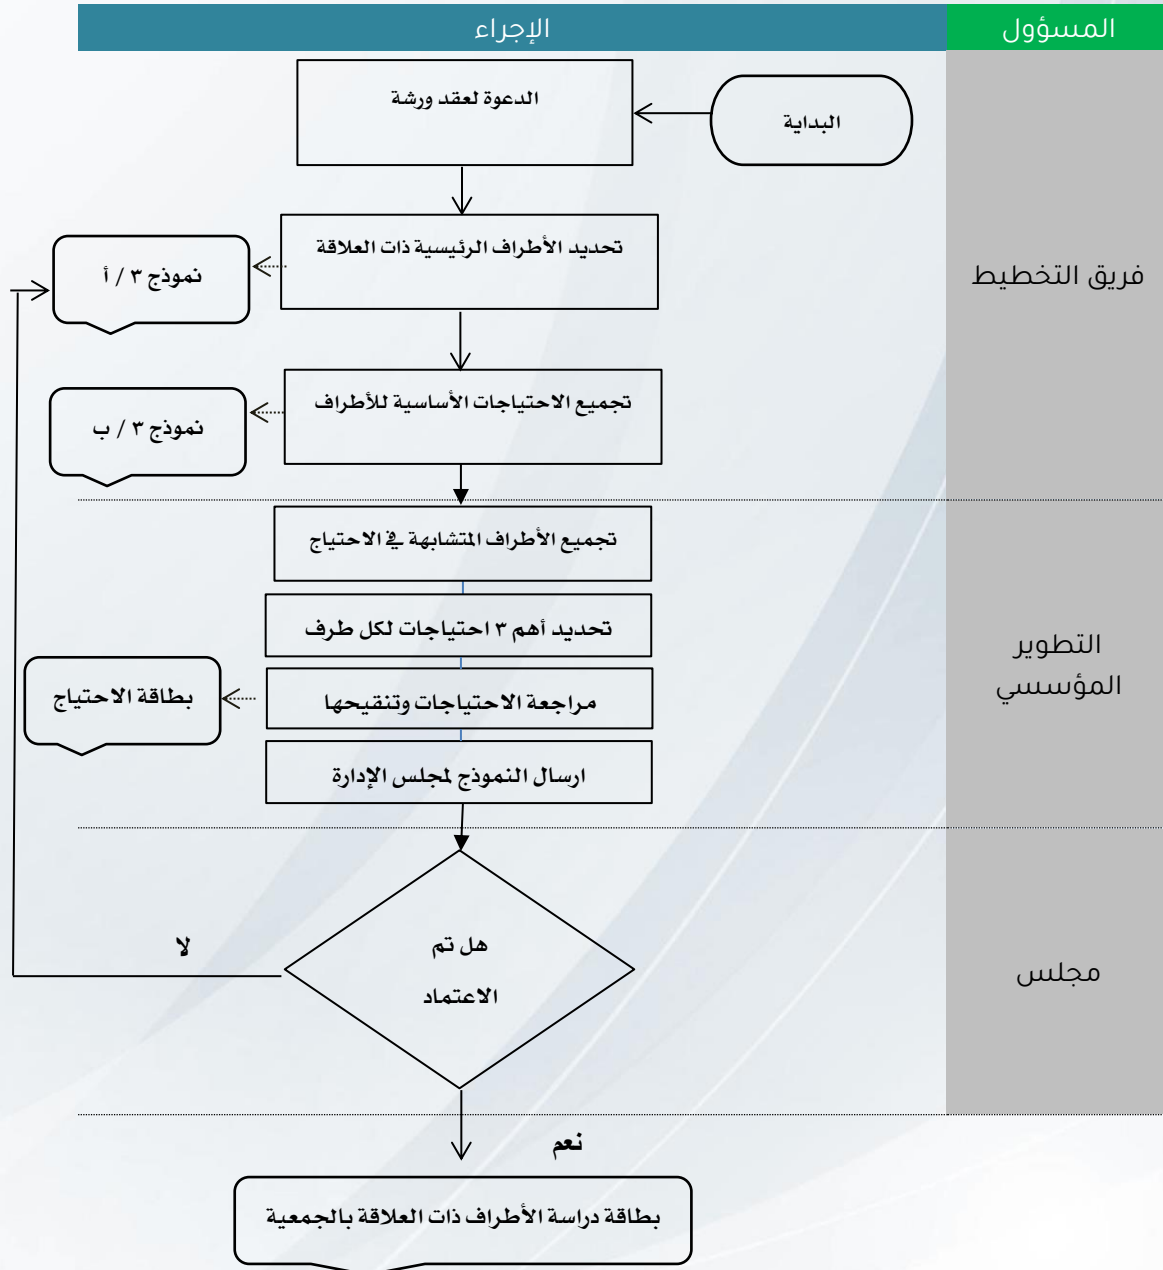 المسؤول
الإجراء
البداية
الدعوة لعقد ورشة
فريق التخطيط
تحديد الأطراف الرئيسية ذات العلاقة
نموذج ٣ / أ
تجميع الاحتياجات الأساسية للأطراف
نموذج ٣ / ب
تجميع الأطراف المتشابهة في الاحتياج
تحديد أهم ٣ احتياجات لكل طرف
التطوير
المؤسسي
مراجعة الاحتياجات وتنقيحها
بطاقة الاحتياج
ارسال النموذج لمجلس الإدارة
هل تم
الاعتماد
لا
مجلس
نعم
بطاقة دراسة الأطراف ذات العلاقة بالجمعية